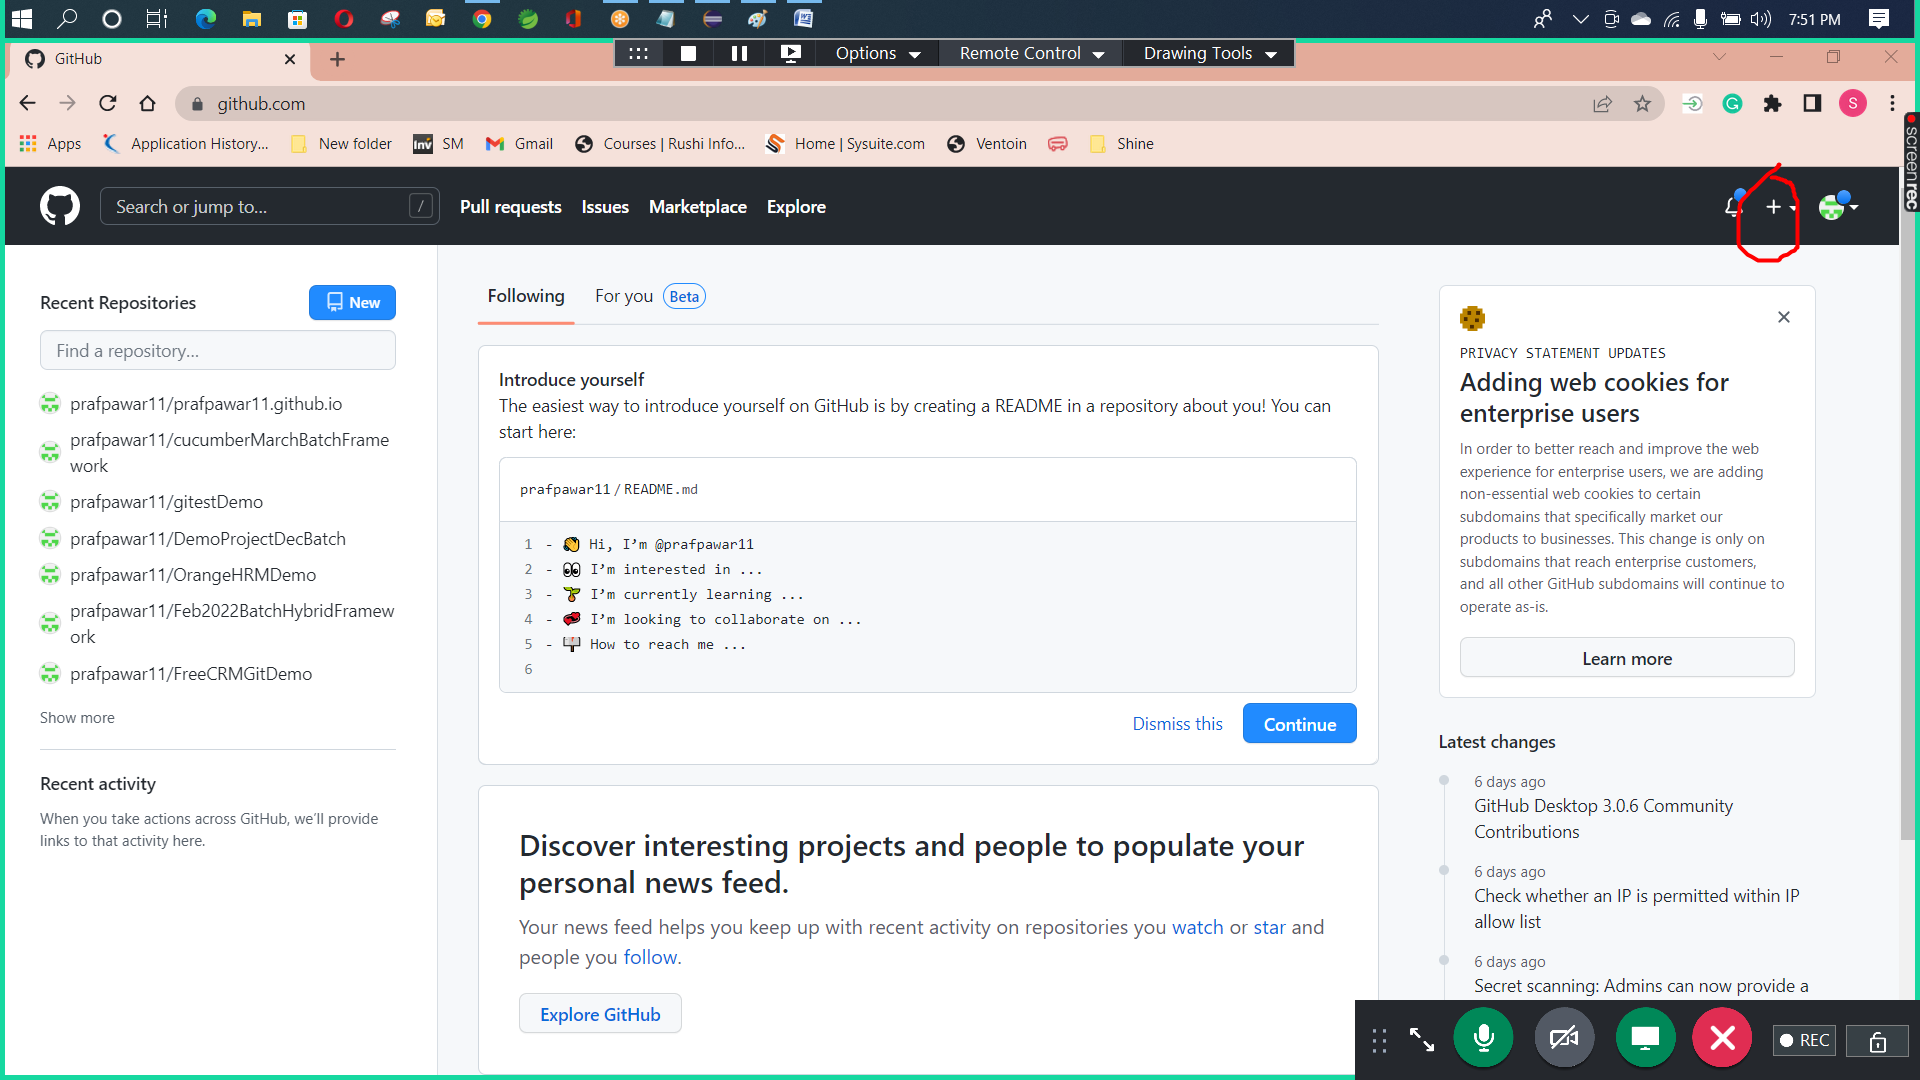 7:51 PM
GitHub
Options
Remote Control
Drawing Tools
github.com
S
Apps
Application History...
New folder
Inv
SM
Gmail
Courses | Rushi Info...
Home | Sysuite.com
Ventoin
Shine
screenrec
Search or jump to...
/
Pull requests
Issues
Marketplace
Explore
Recent Repositories
New
Find a repository...
prafpawar11/prafpawar11.github.io
prafpawar11/cucumberMarchBatchFrame
work
prafpawar11/gitestDemo
prafpawar11/DemoProjectDecBatch
prafpawar11/OrangeHRMDemo
prafpawar11/Feb2022BatchHybridFramew
ork
prafpawar11/FreeCRMGitDemo
Show more
Recent activity
When you take actions across GitHub, we'll provide
links to that activity here.
Following
For you
Beta
Introduce yourself
The easiest way to introduce yourself on GitHub is by creating a README in a repository about you! You can
start here:
prafpawar11 / README.md
1 - 👋 Hi, I'm @prafpawar11
2 - 👀 I'm interested in ...
3 - 🌱 I'm currently learning ...
4 - 💞️ I'm looking to collaborate on ...
5 - 📫 How to reach me ...
6
Dismiss this
Continue
Discover interesting projects and people to populate your
personal news feed.
Your news feed helps you keep up with recent activity on repositories you watch or star and
people you follow.
Explore GitHub
PRIVACY STATEMENT UPDATES
Adding web cookies for
enterprise users
In order to better reach and improve the web
experience for enterprise users, we are adding
non-essential web cookies to certain
subdomains that specifically market our
products to businesses. This change is only on
subdomains that reach enterprise customers,
and all other GitHub subdomains will continue to
operate as-is.
Learn more
Latest changes
6 days ago
GitHub Desktop 3.0.6 Community
Contributions
6 days ago
Check whether an IP is permitted within IP
allow list
6 days ago
Secret scanning: Admins can now provide a
REC